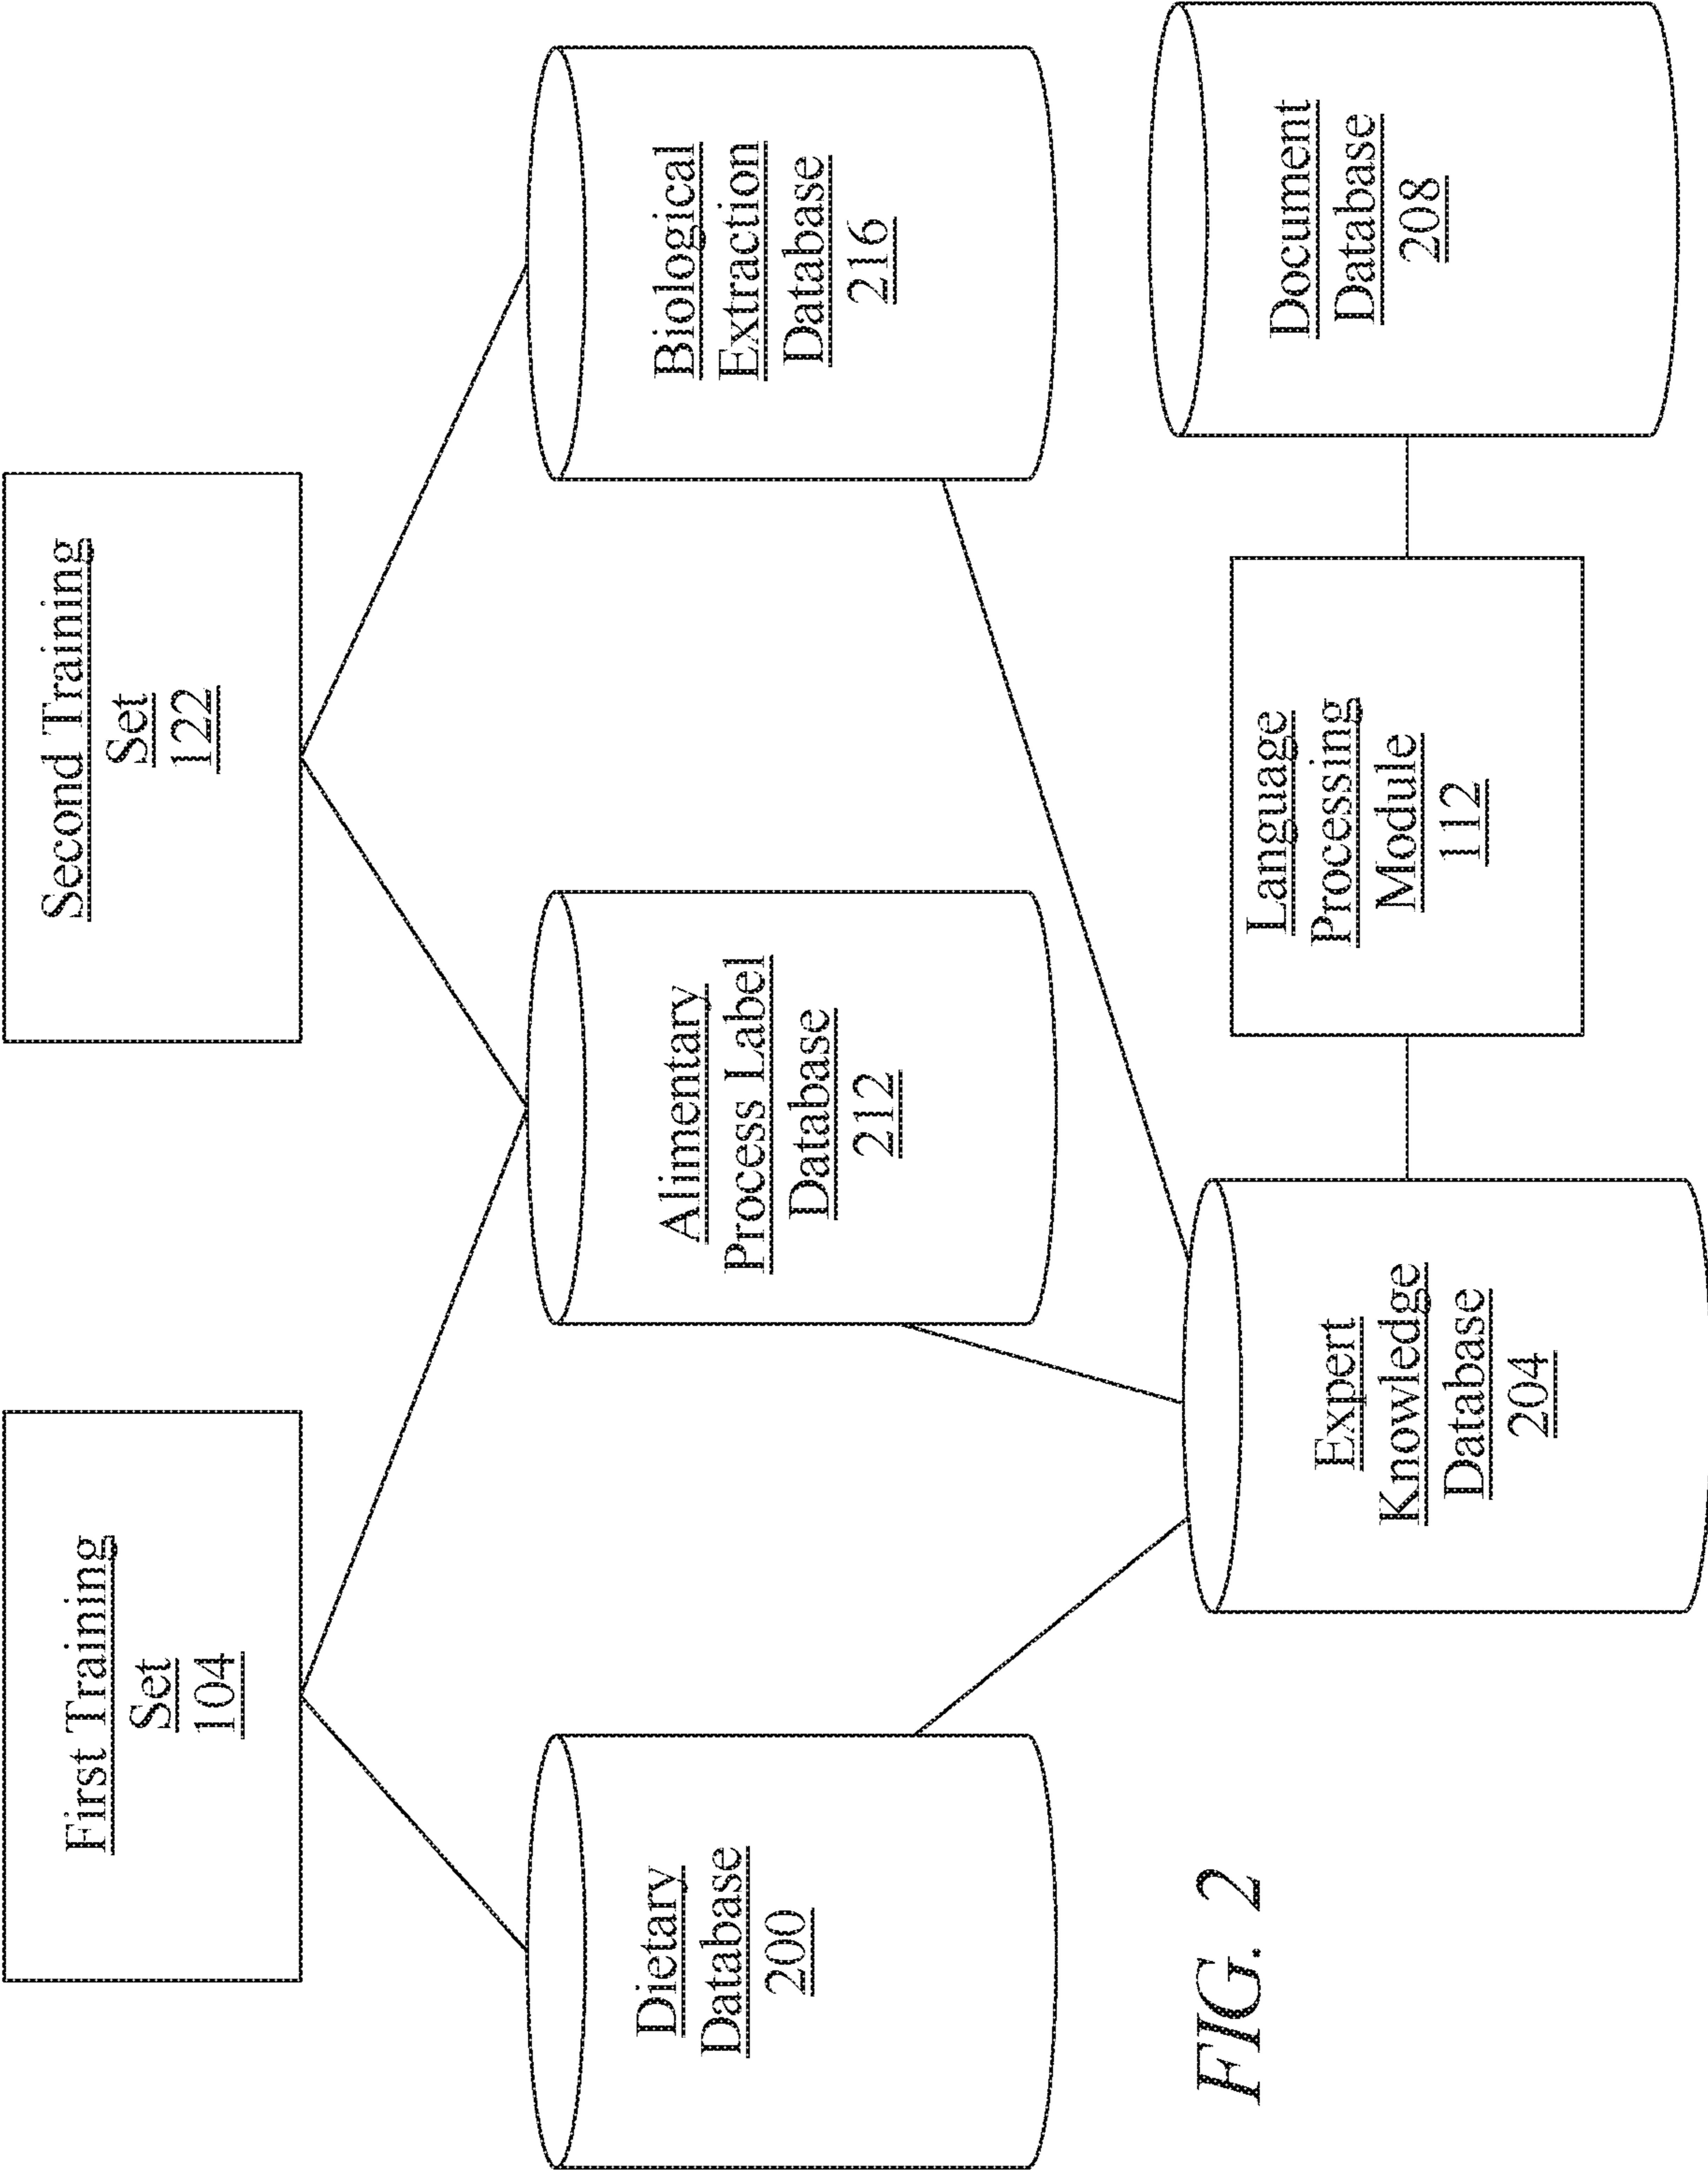 First Training
Set
104
Second Training
Set
122
Dietary
Database
200
Alimentary
Process Label
Database
212
Biological
Extraction
Database
216
Expert
Knowledge
Database
204
Language
Processing
Module
112
Document
Database
208
FIG. 2